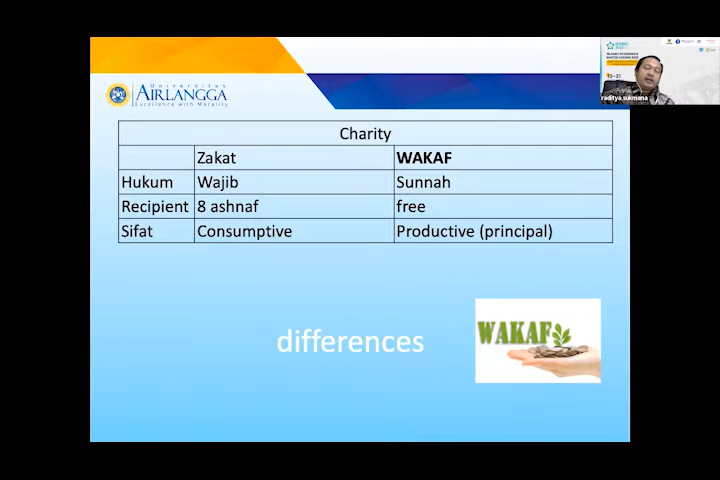 Universitas
AIRLANGGA
Excellence with Morality
raditya sukmana
Charity
Zakat WAKAF
Hukum Wajib Sunnah
Recipient 8 ashnaf free
Sifat Consumptive Productive (principal)
differences
WAKAF